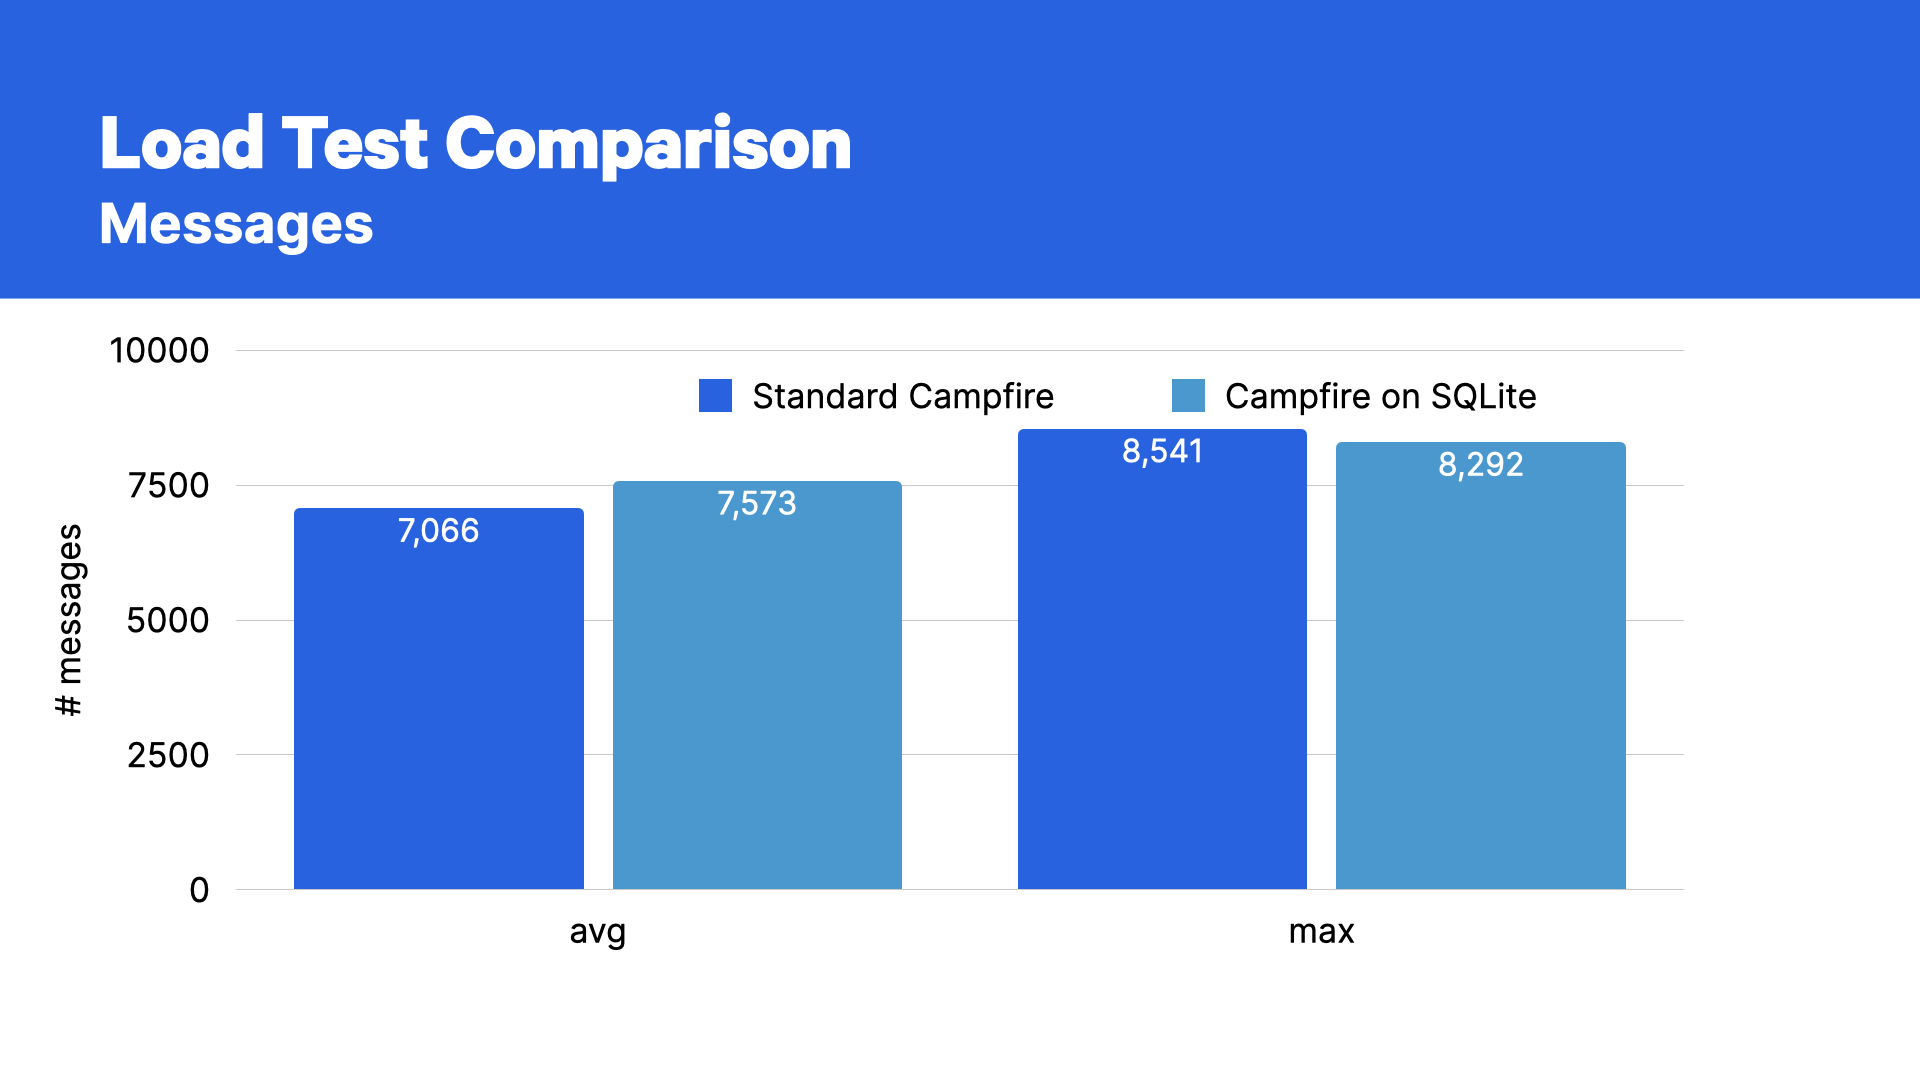 Load Test Comparison
Messages
10000
Standard Campfire
Campfire on SQLite
8,541
8,292
7500
7,573
7,066
# messages
5000
2500
0
avg
max